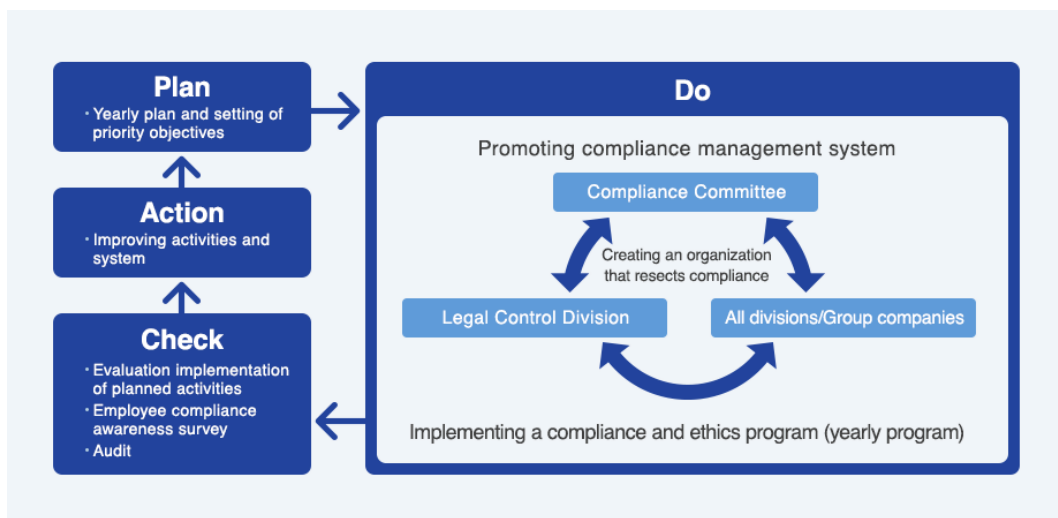 Plan
・Yearly plan and setting of
priority objectives
Action
・Improving activities and
system
Check
・Evaluation implementation
of planned activities
・Employee compliance
awareness survey
・Audit
Do
Promoting compliance management system
Compliance Committee
Creating an organization
that resects compliance
Legal Control Division
All divisions/Group companies
Implementing a compliance and ethics program (yearly program)